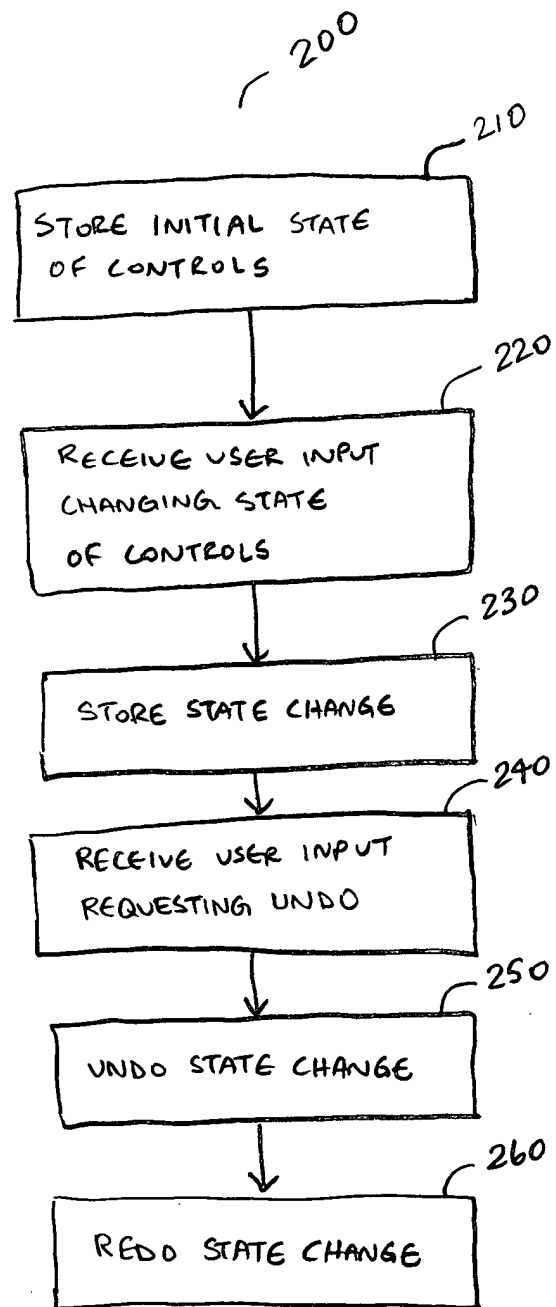 200
210
STORE INITIAL STATE
OF CONTROLS
220
RECEIVE USER INPUT
CHANGING STATE
OF CONTROLS
230
STORE STATE CHANGE
240
RECEIVE USER INPUT
REQUESTING UNDO
250
UNDO STATE CHANGE
260
REDO STATE CHANGE